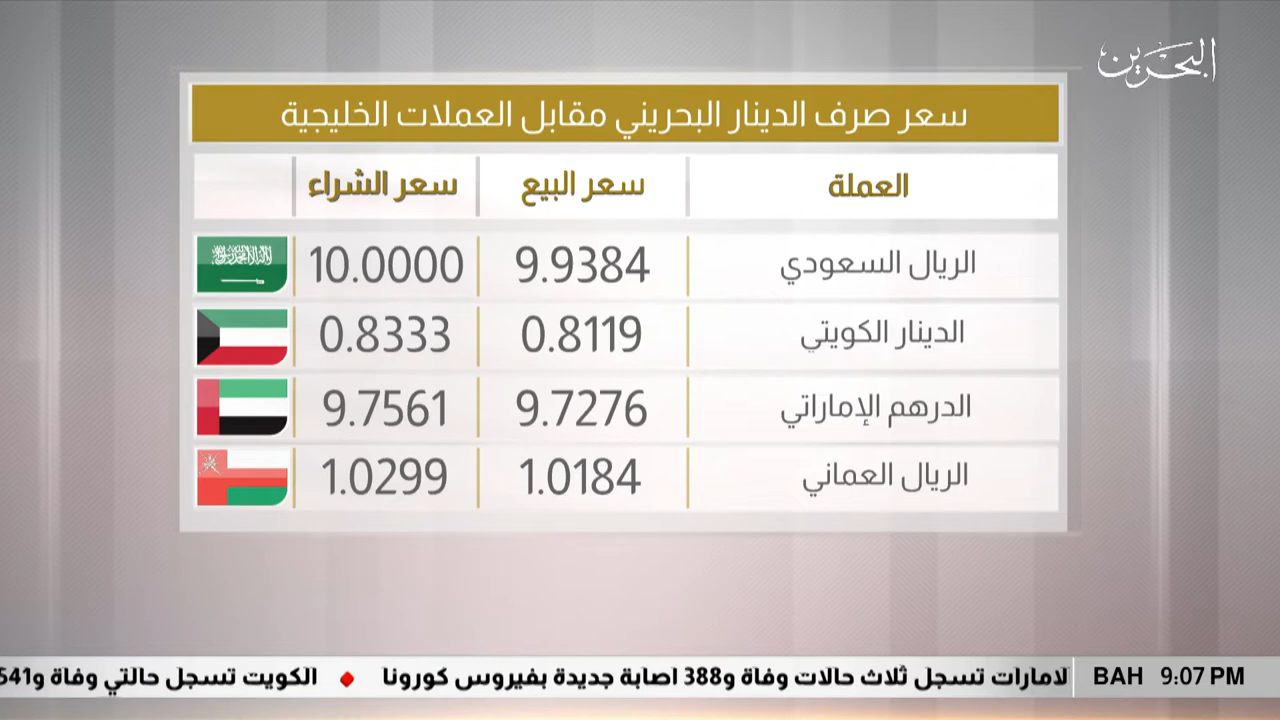 البحرين
سعر صرف الدينار البحريني مقابل العملات الخليجية
العملة سعر البيع سعر الشراء
الريال السعودي 9.9384 10.0000
الدينار الكويتي 0.8119 0.8333
الدرهم الإماراتي 9.7276 9.7561
الريال العماني 1.0184 1.0299
BAH 9:07 PM
لامارات تسجل ثلاث حالات وفاة و388 اصابة جديدة بفيروس كورونا ♦ الكويت تسجل حالتي وفاة و541